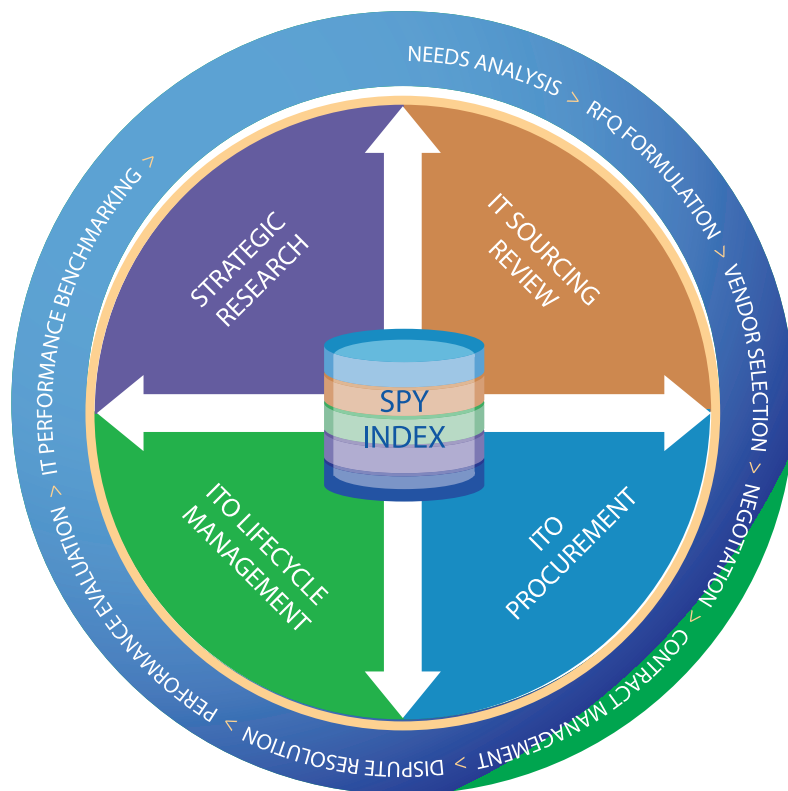 NEEDS ANALYSIS > RFQ FORMULATION > VENDOR SELECTION > NEGOTIATION > CONTRACT MANAGEMENT > DISPUTE RESOLUTION > PERFORMANCE EVALUATION > IT PERFORMANCE BENCHMARKING >
STRATEGIC
RESEARCH
IT SOURCING
REVIEW
SPY
INDEX
ITO LIFECYCLE
MANAGEMENT
ITO
PROCUREMENT